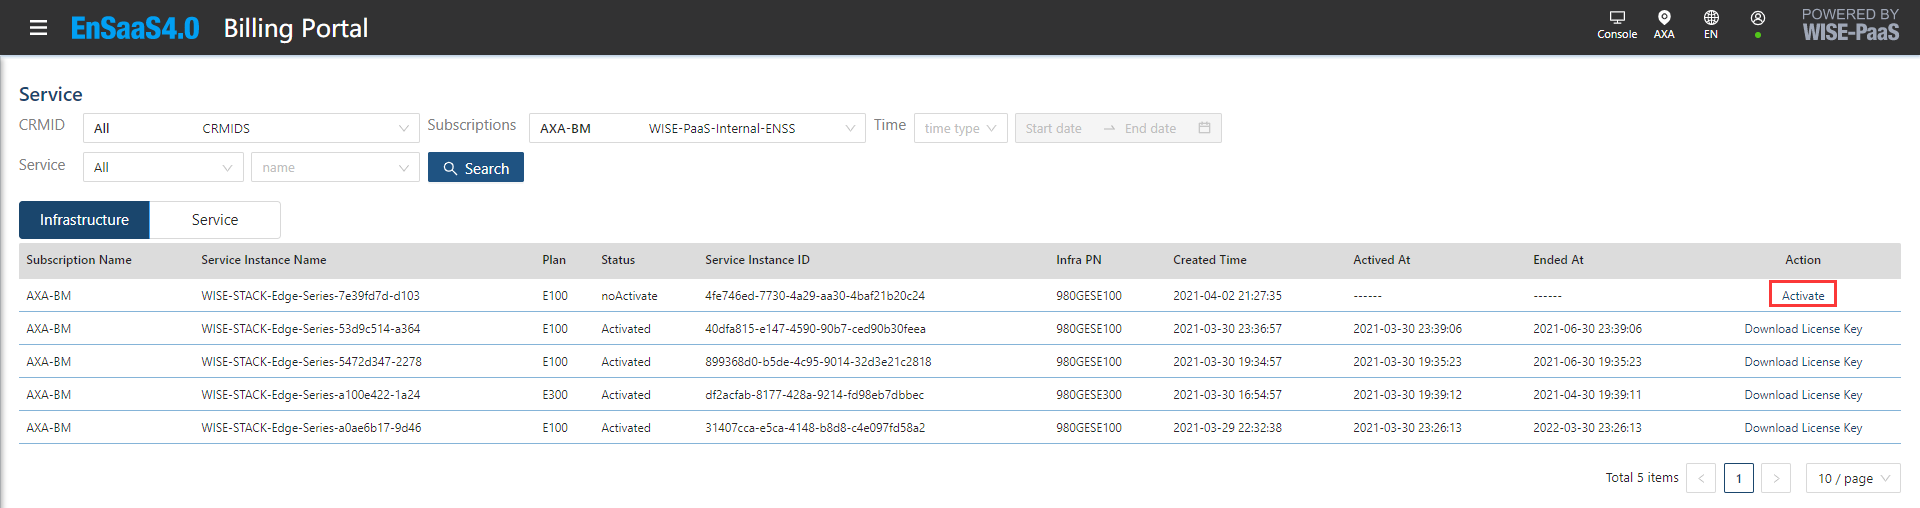 EnSaaS4.0 Billing Portal Console AXA EN POWERED BY WISE-PaaS
Service
CRMID All CRMIDS Subscriptions AXA-BM WISE-PaaS-Internal-ENSS Time time type Start date End date
Service All name Search
Infrastructure Service
Subscription Name Service Instance Name Plan Status Service Instance ID Infra PN Created Time Actived At Ended At Action
AXA-BM WISE-STACK-Edge-Series-7e39fd7d-d103 E100 noActivate 4fe746ed-7730-4a29-aa30-4baf21b20c24 980GESE100 2021-04-02 21:27:35 ------ ------ Activate
AXA-BM WISE-STACK-Edge-Series-53d9c514-a364 E100 Activated 40dfa815-e147-4590-90b7-ced90b30feea 980GESE100 2021-03-30 23:36:57 2021-03-30 23:39:06 2021-06-30 23:39:06 Download License Key
AXA-BM WISE-STACK-Edge-Series-5472d347-2278 E100 Activated 899368d0-b5de-4c95-9014-32d3e21c2818 980GESE100 2021-03-30 19:34:57 2021-03-30 19:35:23 2021-06-30 19:35:23 Download License Key
AXA-BM WISE-STACK-Edge-Series-a100e422-1a24 E300 Activated df2acfab-8177-428a-9214-fd98eb7dbbec 980GESE300 2021-03-30 16:54:57 2021-03-30 19:39:12 2021-04-30 19:39:11 Download License Key
AXA-BM WISE-STACK-Edge-Series-a0ae6b17-9d46 E100 Activated 31407cca-e5ca-4148-b8d8-c4e097fd58a2 980GESE100 2021-03-29 22:32:38 2021-03-30 23:26:13 2022-03-30 23:26:13 Download License Key
Total 5 items < 1 > 10 / page